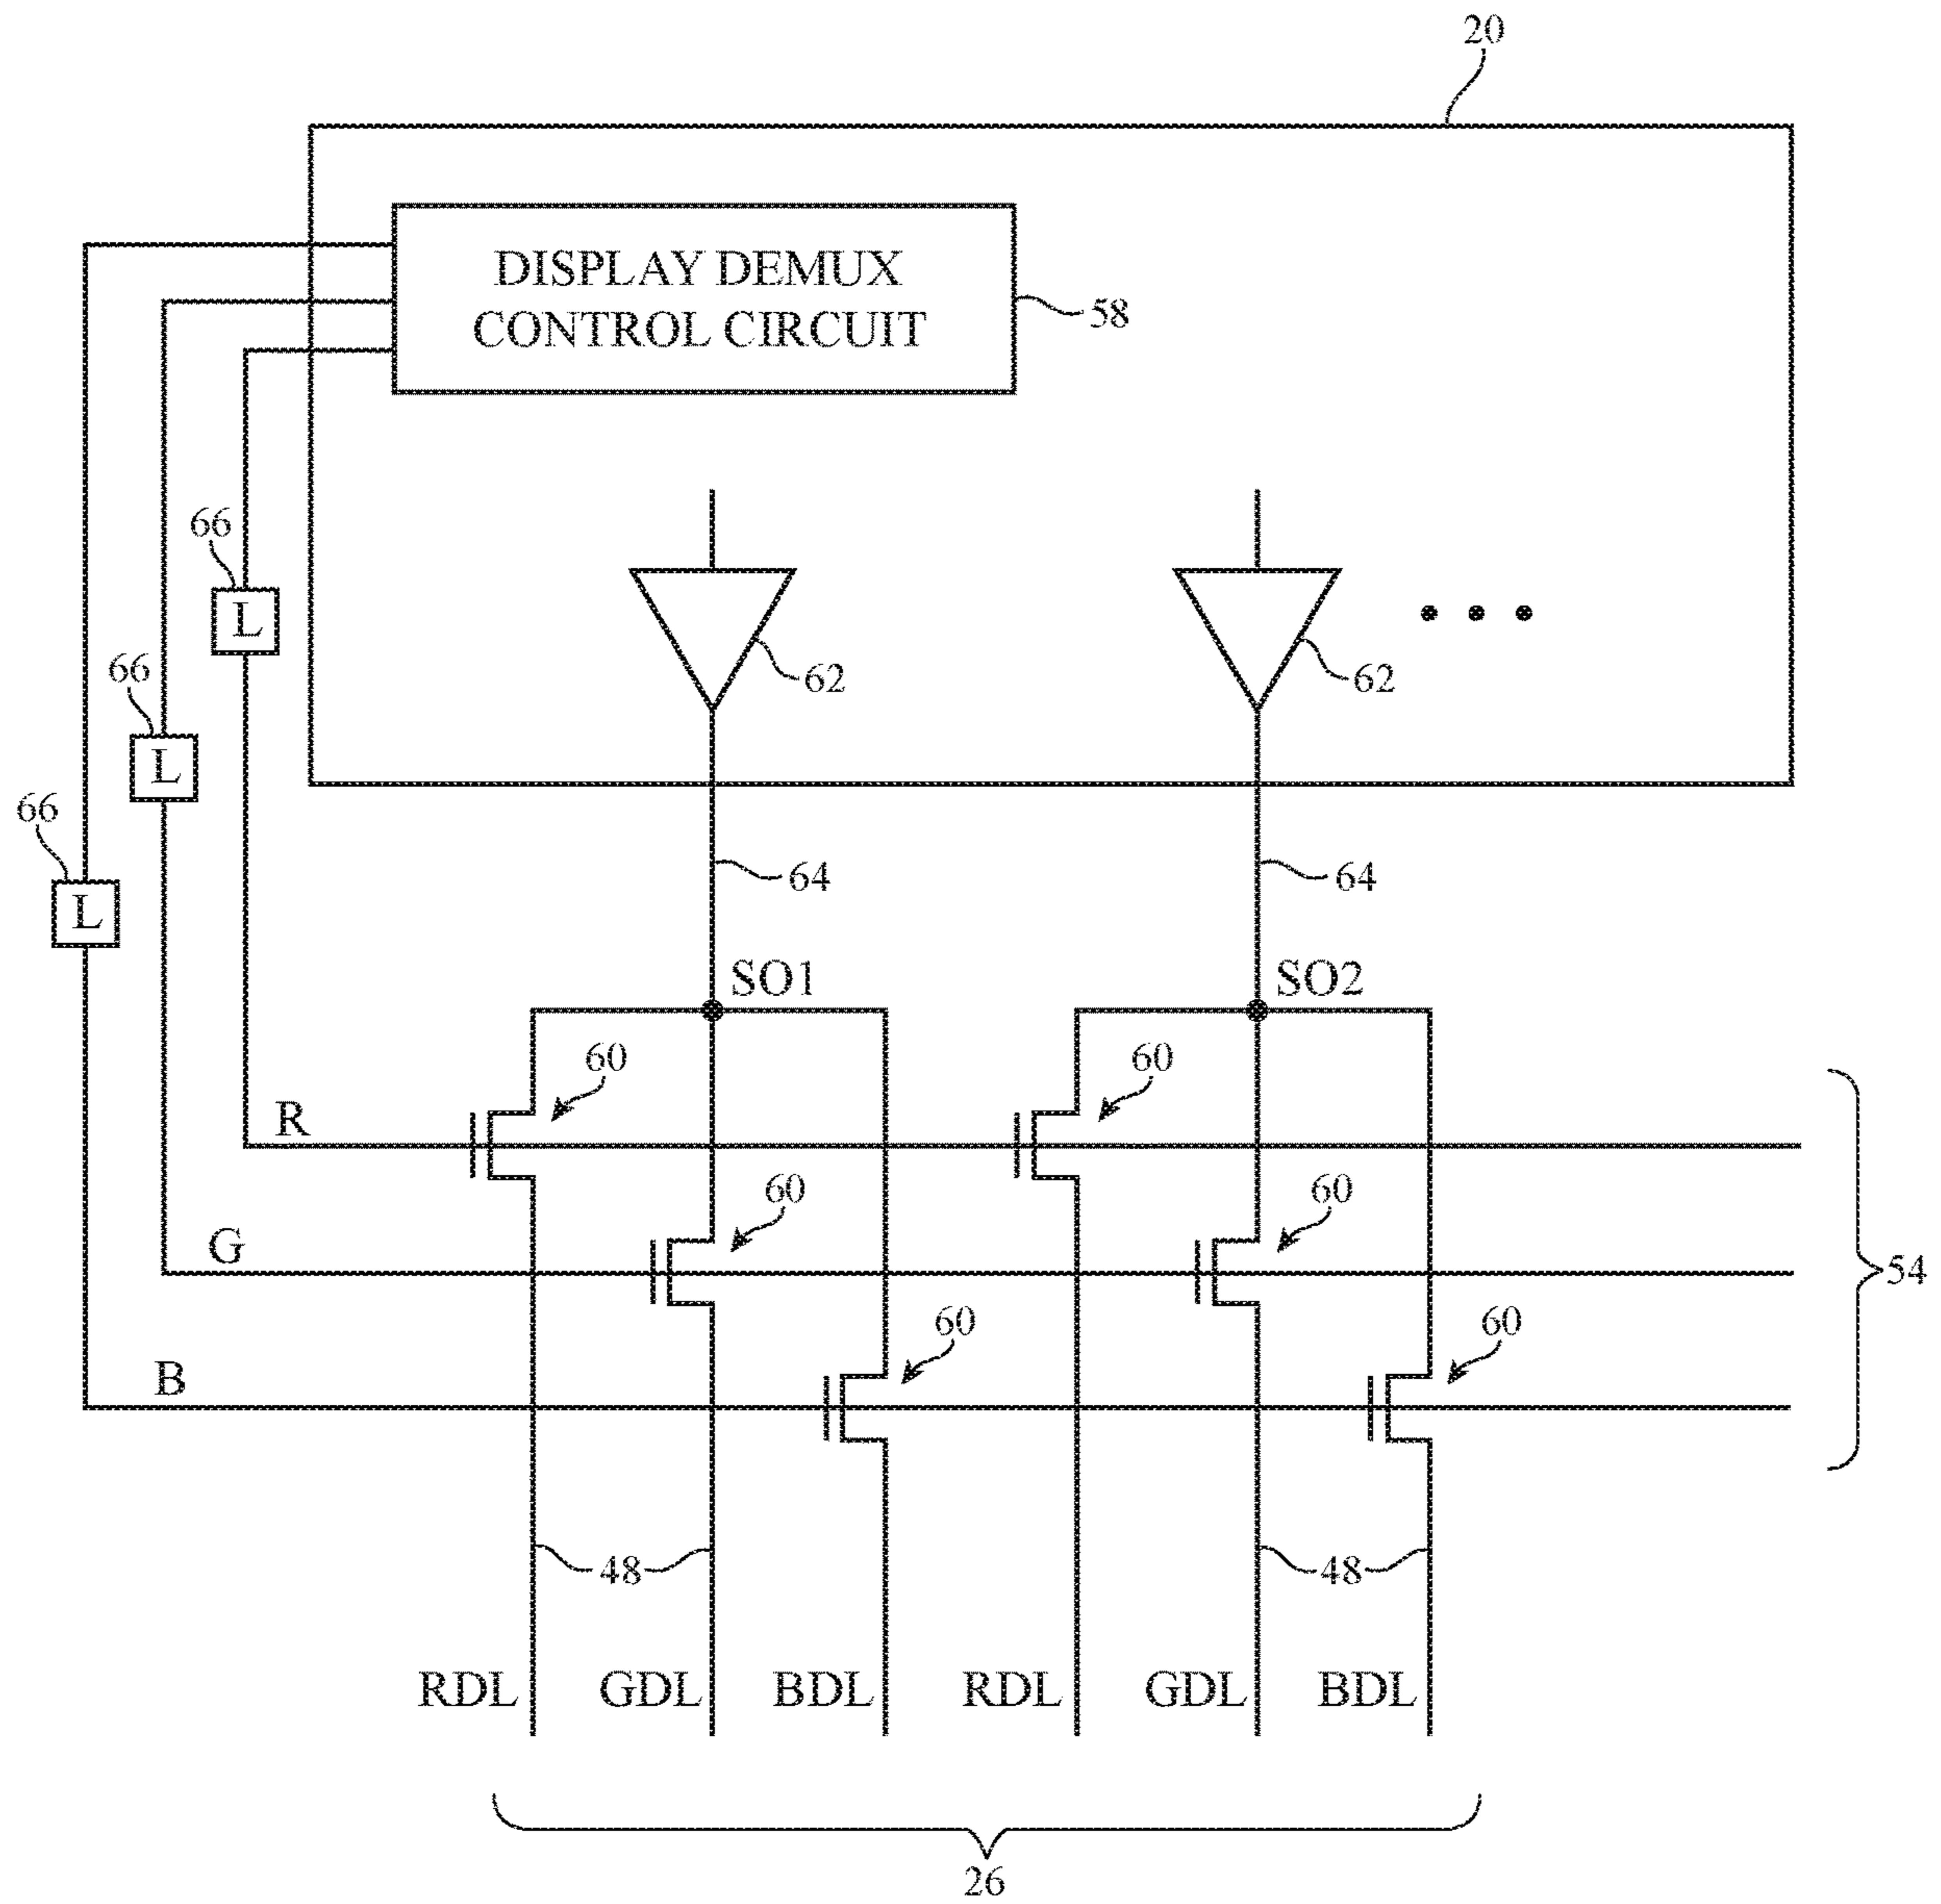 20
DISPLAY DEMUX
CONTROL CIRCUIT
58
66
L
62
62
66
L
66
L
64
64
SO1
SO2
60
60
R
60
60
G
54
60
60
B
48
48
RDL
GDL
BDL
RDL
GDL
BDL
26